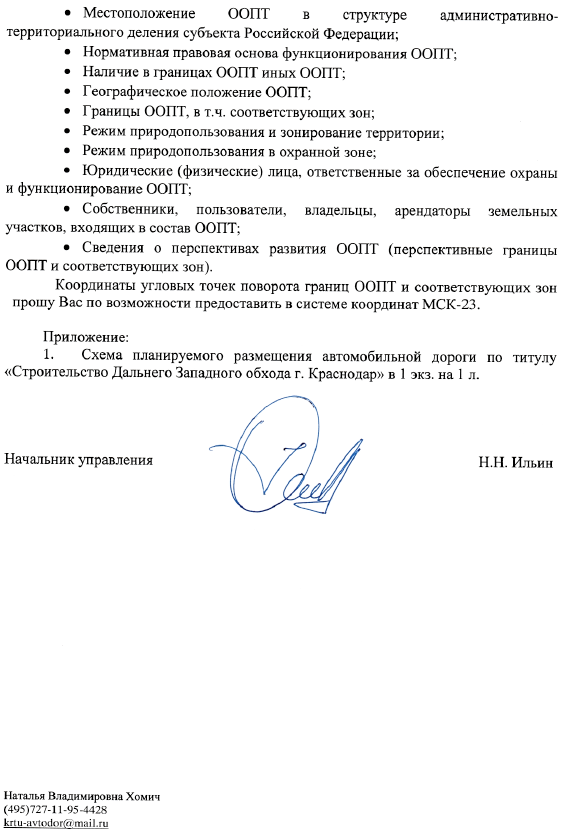 • Местоположение ООПТ в структуре административно-
территориального деления субъекта Российской Федерации;
• Нормативная правовая основа функционирования ООПТ;
• Наличие в границах ООПТ иных ООПТ;
• Географическое положение ООПТ;
• Границы ООПТ, в т.ч. соответствующих зон;
• Режим природопользования и зонирование территории;
• Режим природопользования в охранной зоне;
• Юридические (физические) лица, ответственные за обеспечение охраны
и функционирование ООПТ;
• Собственники, пользователи, владельцы, арендаторы земельных
участков, входящих в состав ООПТ;
• Сведения о перспективах развития ООПТ (перспективные границы
ООПТ и соответствующих зон).
Координаты угловых точек поворота границ ООПТ и соответствующих зон
прошу Вас по возможности предоставить в системе координат МСК-23.
Приложение:
1. Схема планируемого размещения автомобильной дороги по титулу
«Строительство Дальнего Западного обхода г. Краснодар» в 1 экз. на 1 л.
Начальник управления Н.Н. Ильин
Наталья Владимировна Хомич
(495)727-11-95-4428
krtu-avtodor@mail.ru